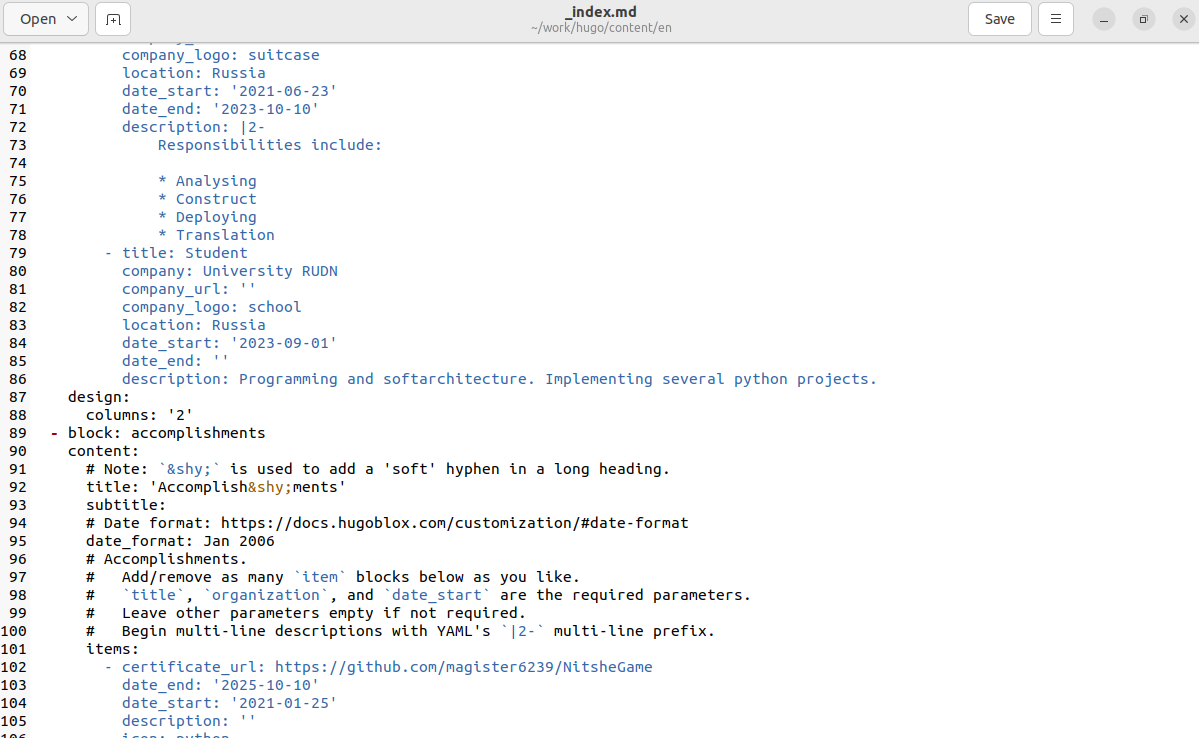 Open
_index.md
~/work/hugo/content/en
Save
68 company_logo: suitcase
69 location: Russia
70 date_start: '2021-06-23'
71 date_end: '2023-10-10'
72 description: |2-
73 Responsibilities include:
74
75 * Analysing
76 * Construct
77 * Deploying
78 * Translation
79 - title: Student
80 company: University RUDN
81 company_url: ''
82 company_logo: school
83 location: Russia
84 date_start: '2023-09-01'
85 date_end: ''
86 description: Programming and softarchitecture. Implementing several python projects.
87 design:
88 columns: '2'
89 - block: accomplishments
90 content:
91 # Note: `&shy;` is used to add a 'soft' hyphen in a long heading.
92 title: 'Accomplish&shy;ments'
93 subtitle:
94 # Date format: https://docs.hugoblox.com/customization/#date-format
95 date_format: Jan 2006
96 # Accomplishments.
97 # Add/remove as many `item` blocks below as you like.
98 # `title`, `organization`, and `date_start` are the required parameters.
99 # Leave other parameters empty if not required.
100 # Begin multi-line descriptions with YAML's `|2-` multi-line prefix.
101 items:
102 - certificate_url: https://github.com/magister6239/NitsheGame
103 date_end: '2025-10-10'
104 date_start: '2021-01-25'
105 description: ''
106 icon: python